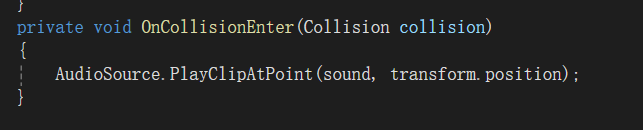 }
private void OnCollisionEnter(Collision collision)
{
AudioSource.PlayClipAtPoint(sound, transform.position);
}